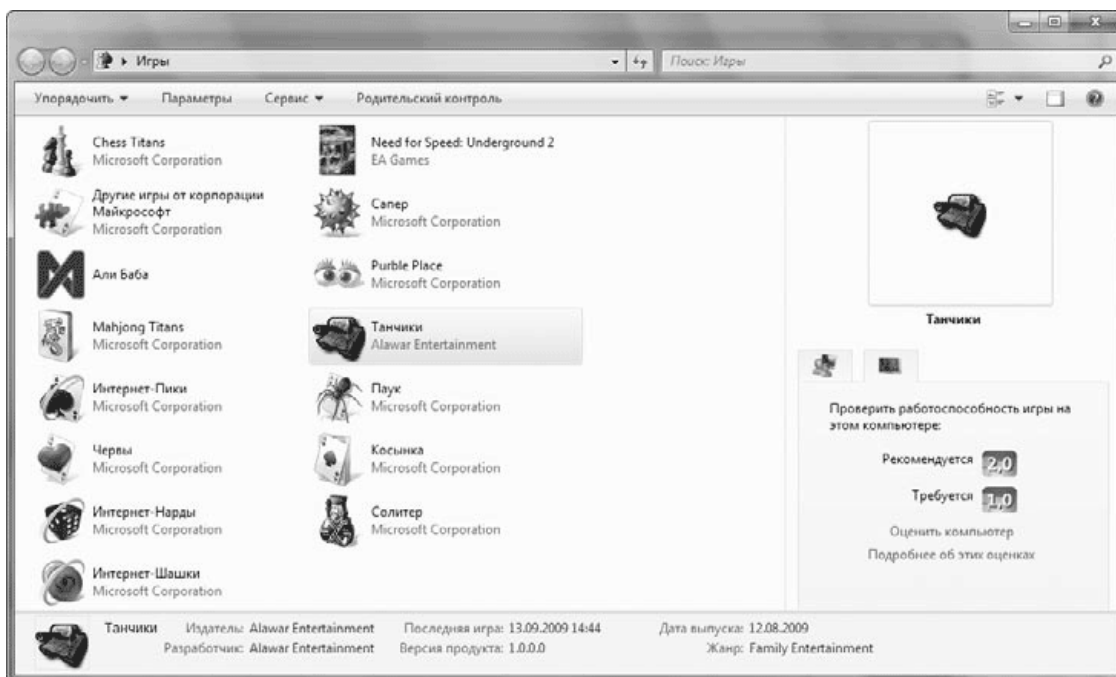 Игры
Поиск: Игры
Упорядочить Параметры Сервис Родительский контроль
Chess Titans
Microsoft Corporation
Другие игры от корпорации
Майкрософт
Microsoft Corporation
Али Баба
Mahjong Titans
Microsoft Corporation
Интернет-Пики
Microsoft Corporation
Червы
Microsoft Corporation
Интернет-Нарды
Microsoft Corporation
Интернет-Шашки
Microsoft Corporation
Need for Speed: Underground 2
EA Games
Сапер
Microsoft Corporation
Purble Place
Microsoft Corporation
Танчики
Alawar Entertainment
Паук
Microsoft Corporation
Косынка
Microsoft Corporation
Солитер
Microsoft Corporation
Танчики
Проверить работоспособность игры на
этом компьютере:
Рекомендуется 2,0
Требуется 1,0
Оценить компьютер
Подробнее об этих оценках
Танчики Издатель: Alawar Entertainment Последняя игра: 13.09.2009 14:44 Дата выпуска: 12.08.2009
Разработчик: Alawar Entertainment Версия продукта: 1.0.0.0 Жанр: Family Entertainment